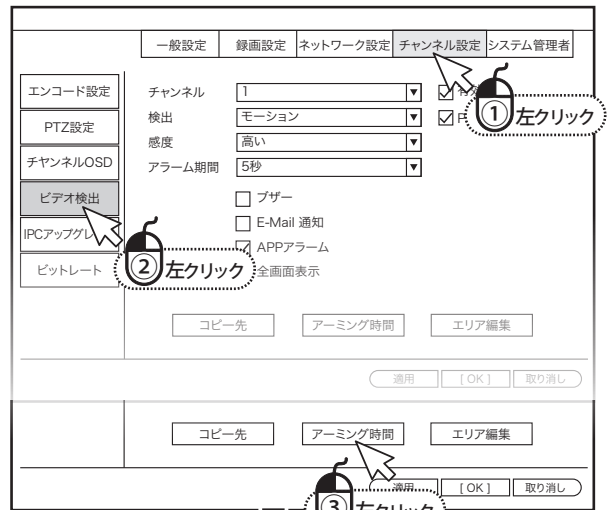 一般設定 録画設定 ネットワーク設定 チャンネル設定 システム管理者
エンコード設定
PTZ設定
チヤンネルOSD
ビデオ検出
IPCアップグレ
ビットレート
チャンネル 1
検出 モーション
感度 高い
アラーム期間 5秒
① 左クリック
ブザー
E-Mail 通知
APPアラーム
全画面表示
② 左クリック
コピー先 アーミング時間 エリア編集
適用 [ OK ] 取り消し
コピー先 アーミング時間 エリア編集
適用 [ OK ] 取り消し
③ 左クリック